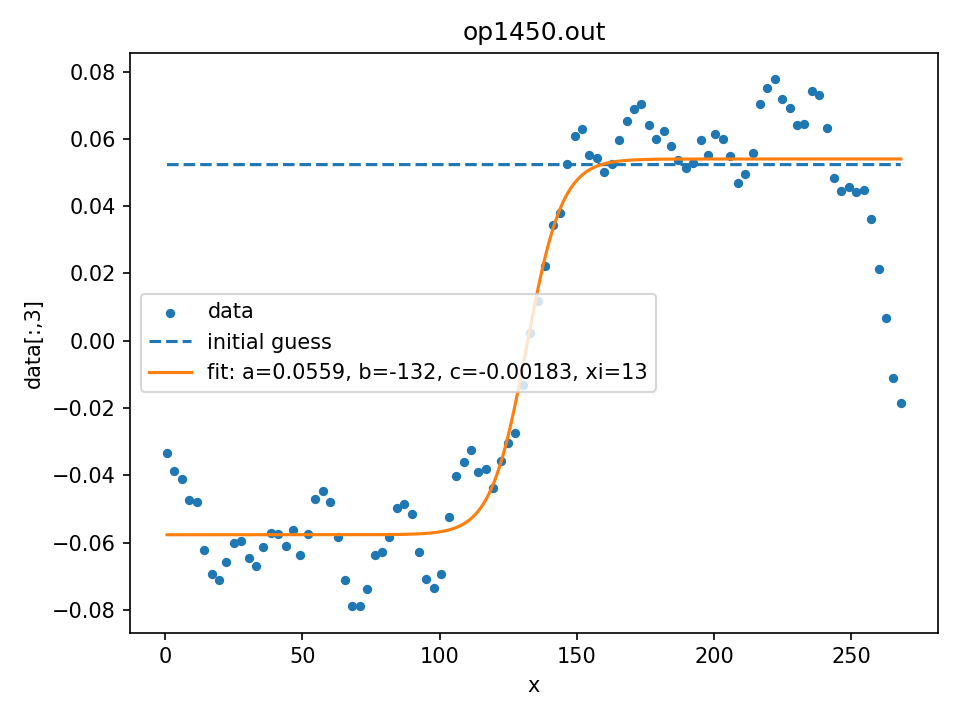 op1450.out
0.08
0.06
0.04
0.02
0.00
−0.02
−0.04
−0.06
−0.08
data[:,3]
data
initial guess
fit: a=0.0559, b=-132, c=-0.00183, xi=13
0 50 100 150 200 250
x